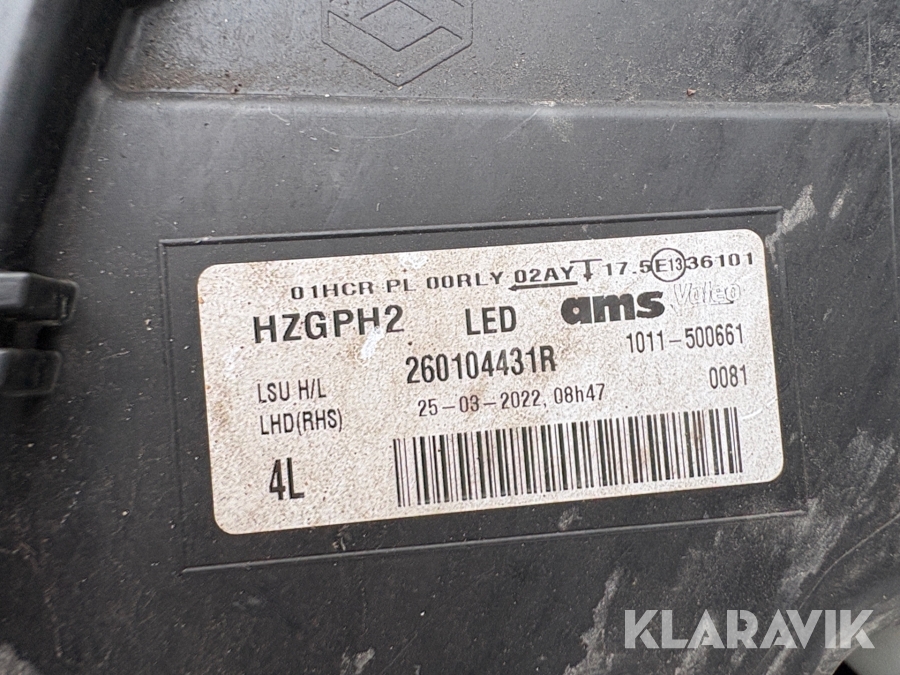 01HCR PL 00RLY 02AY 17.5 E13 36101
HZGPH2 LED ams Valeo
260104431R 1011-500661
LSU H/L 25-03-2022, 08h47 0081
LHD(RHS)
4L
KLARAVIK